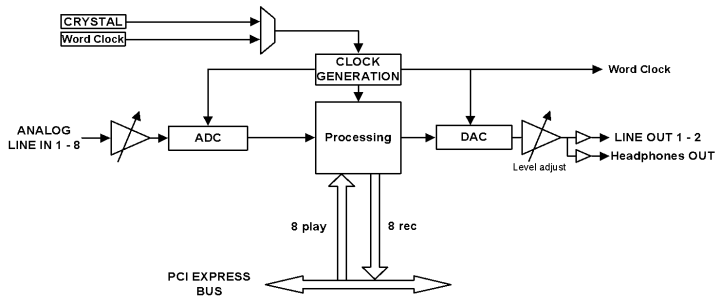 CRYSTAL
Word Clock
CLOCK
GENERATION
Word Clock
ANALOG
LINE IN 1 - 8
ADC
Processing
DAC
LINE OUT 1 - 2
Headphones OUT
Level adjust
8 play
8 rec
PCI EXPRESS
BUS